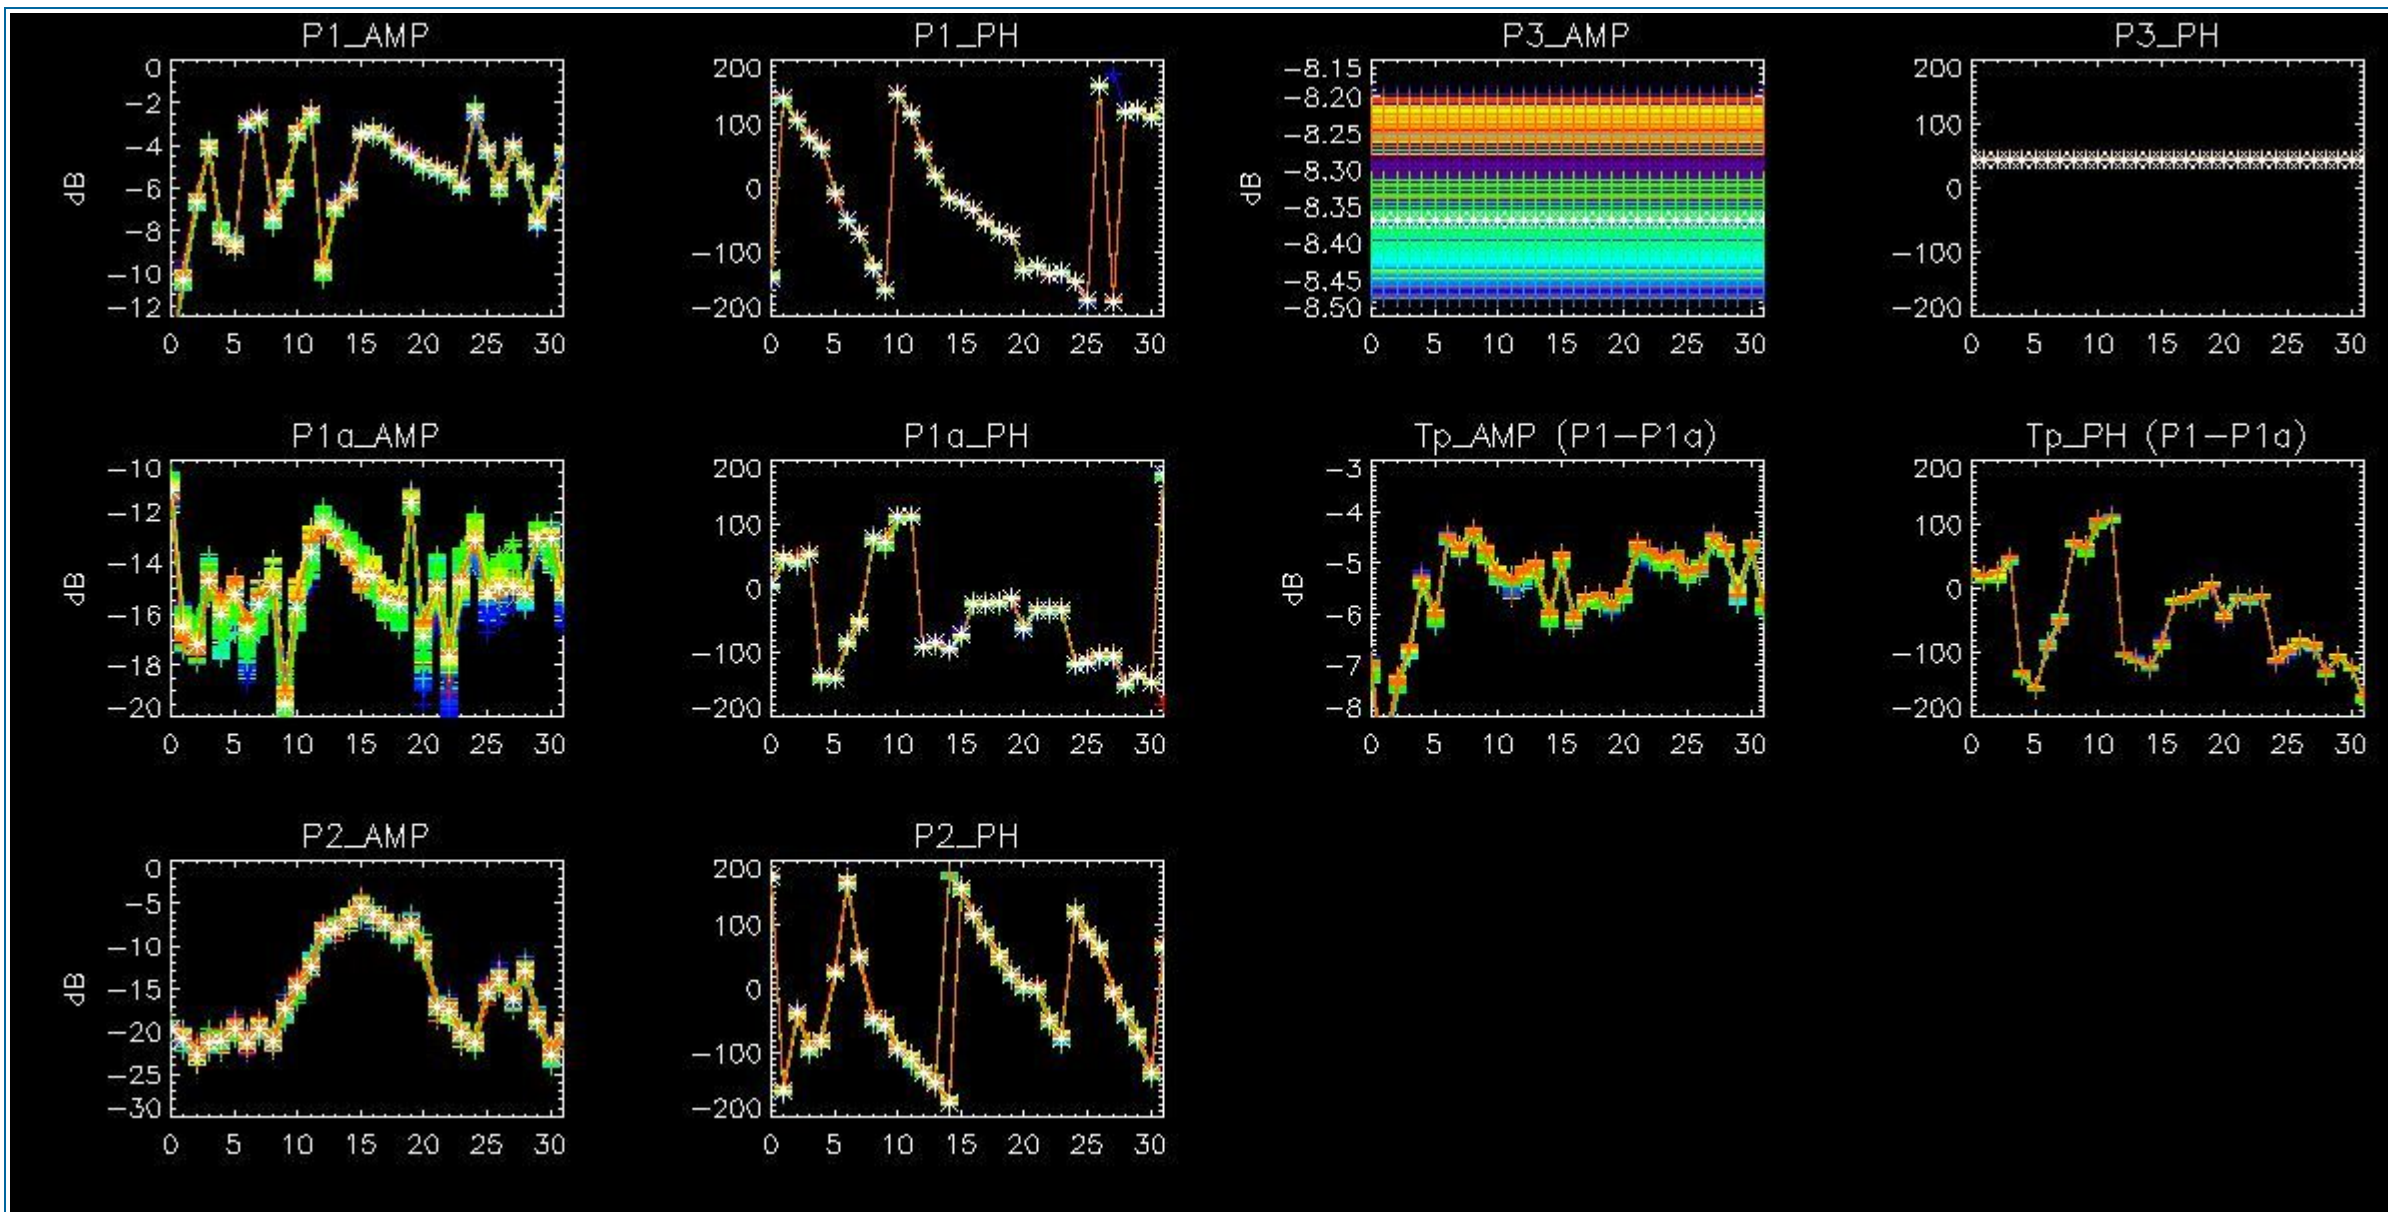 P1_AMP P1_PH P3_AMP P3_PH
0 200 -8.15 200
-2 100 -8.20 100
-4 0 -8.25 0
-6 -100 -8.30 -100
-8 -200 -8.35 -200
-10 -8.40
-12 -8.45
-8.50
dB dB
0 5 10 15 20 25 30 0 5 10 15 20 25 30 0 5 10 15 20 25 30 0 5 10 15 20 25 30
P1a_AMP P1a_PH Tp_AMP (P1-P1a) Tp_PH (P1-P1a)
-10 200 -3 200
-12 100 -4 100
-14 0 -5 0
-16 -100 -6 -100
-18 -200 -7 -200
-20 -8
dB dB
0 5 10 15 20 25 30 0 5 10 15 20 25 30 0 5 10 15 20 25 30 0 5 10 15 20 25 30
P2_AMP P2_PH
0 200
-5 100
-10 0
-15 -100
-20 -200
-25
-30
dB
0 5 10 15 20 25 30 0 5 10 15 20 25 30